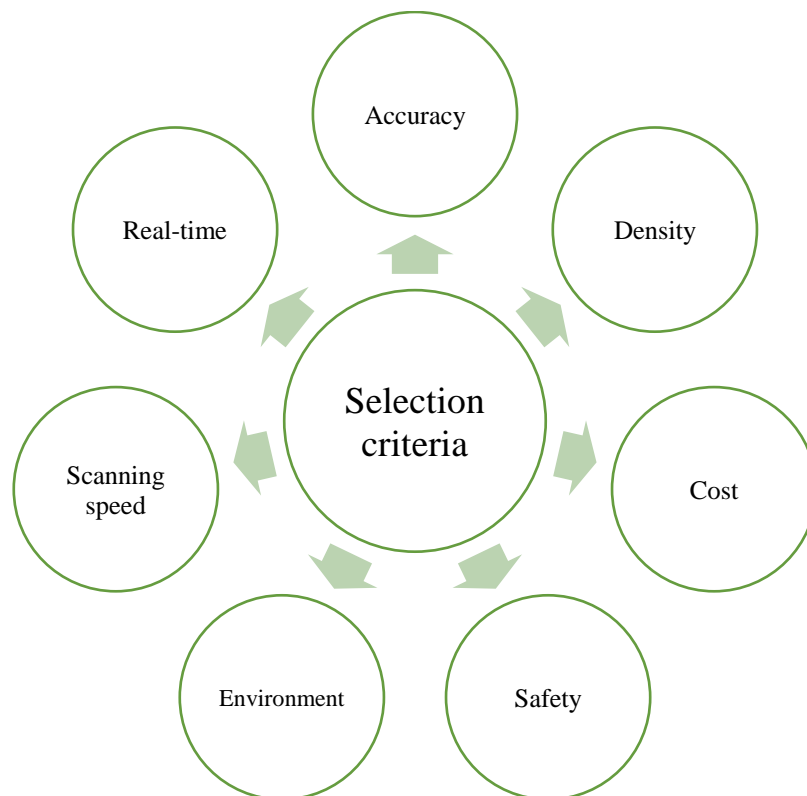 Accuracy
Real-time
Density
Selection
criteria
Scanning
speed
Cost
Environment
Safety